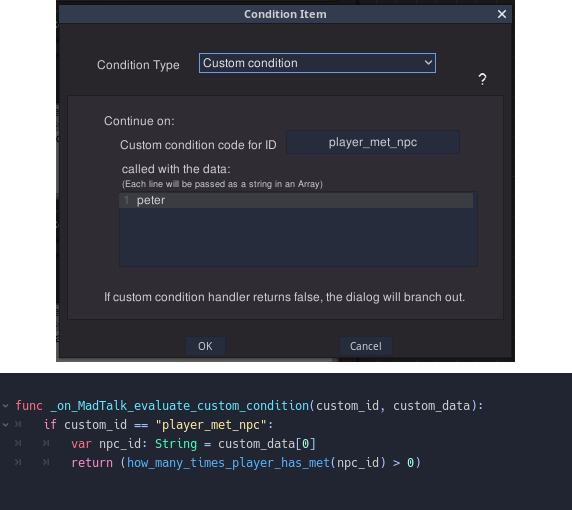 Condition Item
Condition Type Custom condition
?
Continue on:
Custom condition code for ID player_met_npc
called with the data:
(Each line will be passed as a string in an Array)
1 peter
If custom condition handler returns false, the dialog will branch out.
OK Cancel
func _on_MadTalk_evaluate_custom_condition(custom_id, custom_data):
if custom_id == "player_met_npc":
var npc_id: String = custom_data[0]
return (how_many_times_player_has_met(npc_id) > 0)